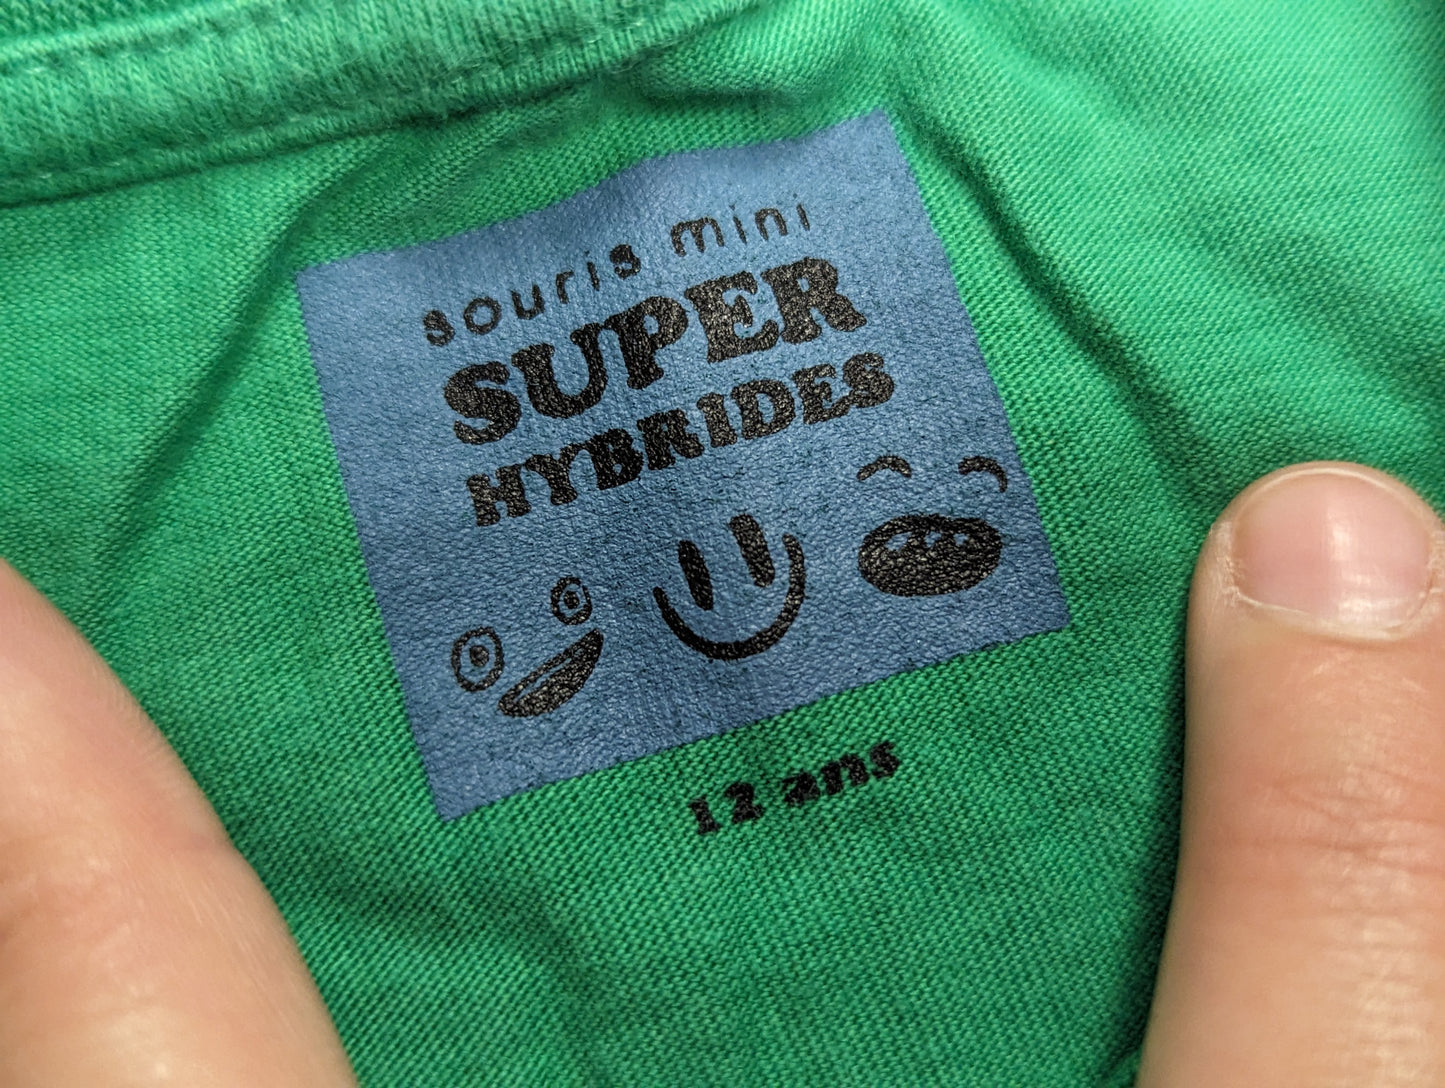 souris mini
SUPER
HYBRIDES
12 ans